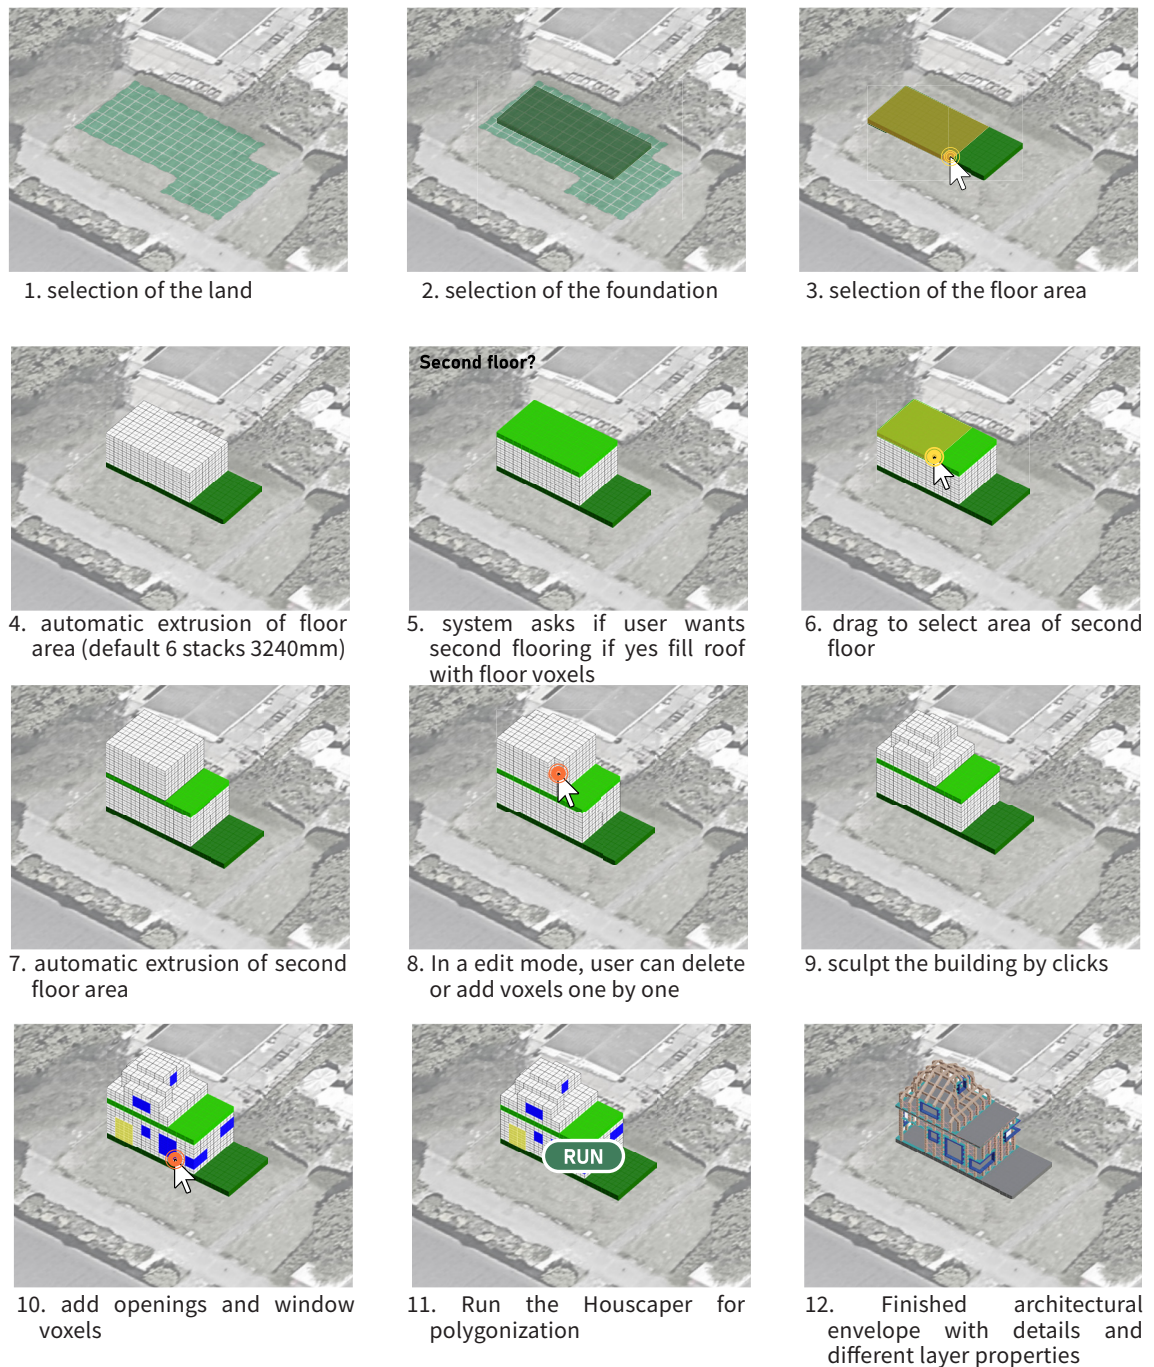 1. selection of the land
2. selection of the foundation
3. selection of the floor area
Second floor?
4. automatic extrusion of floor
area (default 6 stacks 3240mm)
5. system asks if user wants
second flooring if yes fill roof
with floor voxels
6. drag to select area of second
floor
7. automatic extrusion of second
floor area
8. In a edit mode, user can delete
or add voxels one by one
9. sculpt the building by clicks
RUN
10. add openings and window
voxels
11. Run the Houscaper for
polygonization
12. Finished architectural
envelope with details and
different layer properties